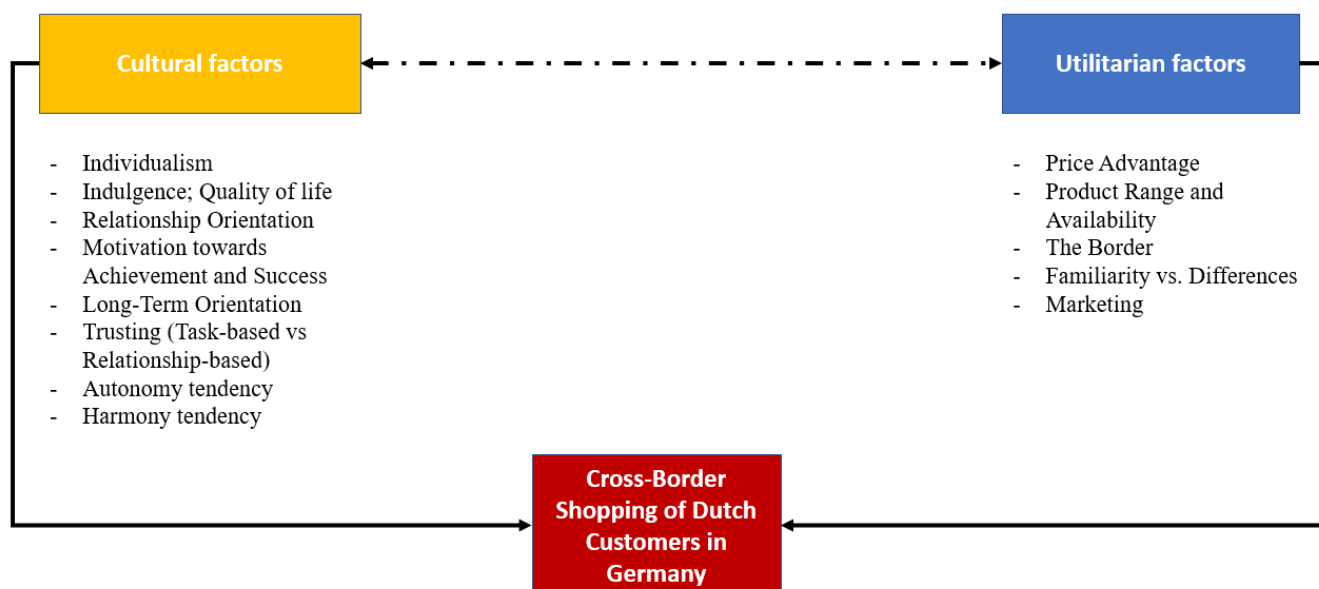 Cultural factors
Utilitarian factors
- Individualism
- Indulgence; Quality of life
- Relationship Orientation
- Motivation towards
Achievement and Success
- Long-Term Orientation
- Trusting (Task-based vs
Relationship-based)
- Autonomy tendency
- Harmony tendency
- Price Advantage
- Product Range and
Availability
- The Border
- Familiarity vs. Differences
- Marketing
Cross-Border
Shopping of Dutch
Customers in
Germany